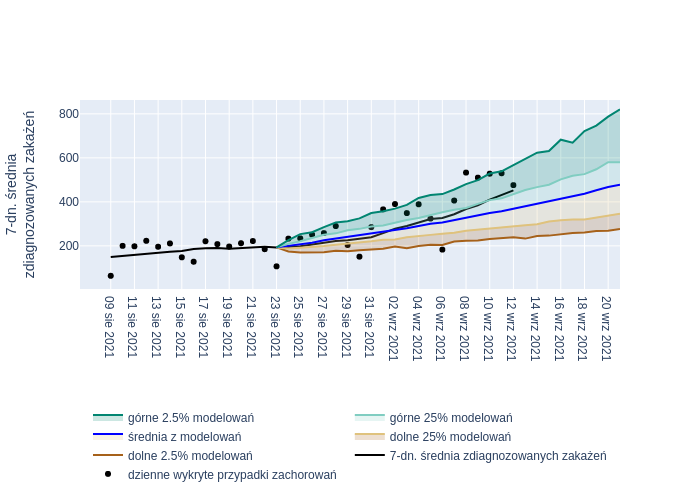 7-dn. średnia
zdiagnozowanych zakażeń
800
600
400
200
09 sie 2021
11 sie 2021
13 sie 2021
15 sie 2021
17 sie 2021
19 sie 2021
21 sie 2021
23 sie 2021
25 sie 2021
27 sie 2021
29 sie 2021
31 sie 2021
02 wrz 2021
04 wrz 2021
06 wrz 2021
08 wrz 2021
10 wrz 2021
12 wrz 2021
14 wrz 2021
16 wrz 2021
18 wrz 2021
20 wrz 2021
górne 2.5% modelowań
górne 25% modelowań
średnia z modelowań
dolne 25% modelowań
dolne 2.5% modelowań
7-dn. średnia zdiagnozowanych zakażeń
dzienne wykryte przypadki zachorowań